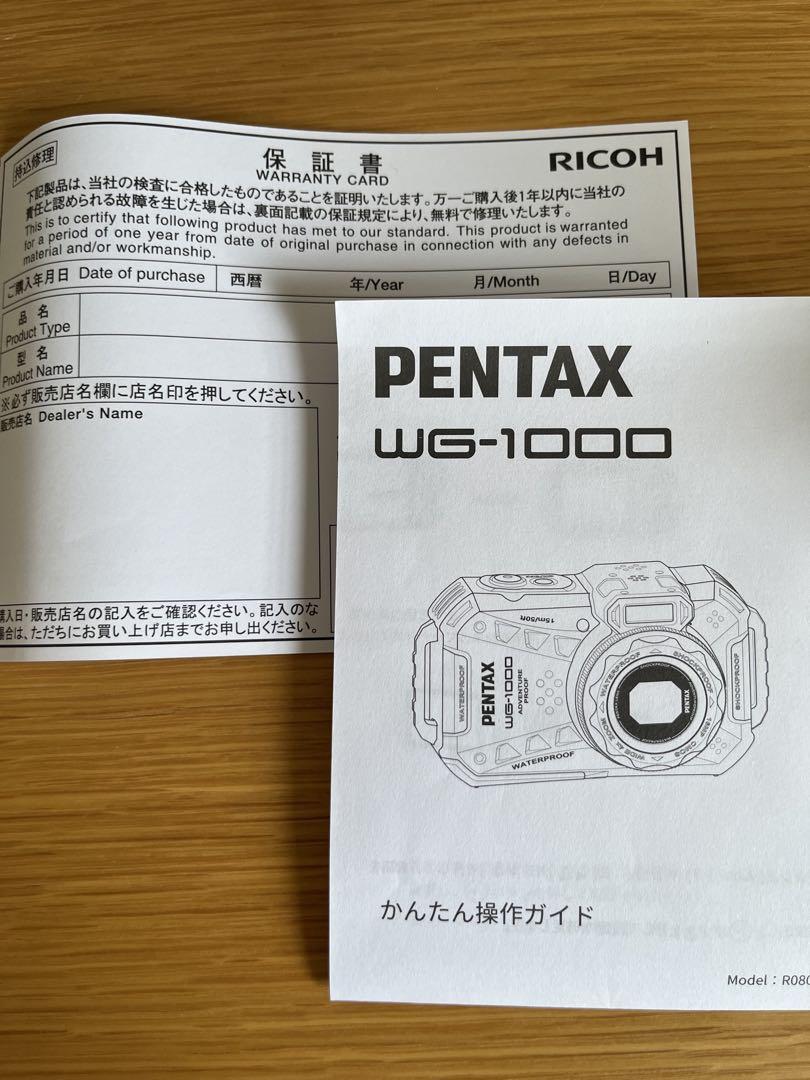 持込修理
保証書
RICOH
WARRANTY CARD
下記製品は、当社の検査に合格したものであることを証明いたします。万一ご購入後1年以内に当社の
責任と認められる故障を生じた場合は、裏面記載の保証規定により、無料で修理いたします。
This is to certify that following product has met to our standard. This product is warranted
for a period of one year from date of original purchase in connection with any defects in
material and/or workmanship.
ご購入年月日 Date of purchase 西暦 年/Year 月/Month 日/Day
品名
Product Type
型名
Product Name
※必ず販売店名欄に店名印を押してください。
販売店名 Dealer's Name
購入日・販売店名の記入をご確認ください。記入のな
場合は、ただちにお買い上げ店までお申し出ください。
PENTAX
WG-1000
15m/50ft
WATERPROOF
PENTAX
WG-1000
ADVENTURE
PROOF
WATERPROOF
WATERPROOF
SHOCKPROOF
WIDE 4x ZOOM
CMOS
PENTAX
SHOCKPROOF
かんたん操作ガイド
Model : R080